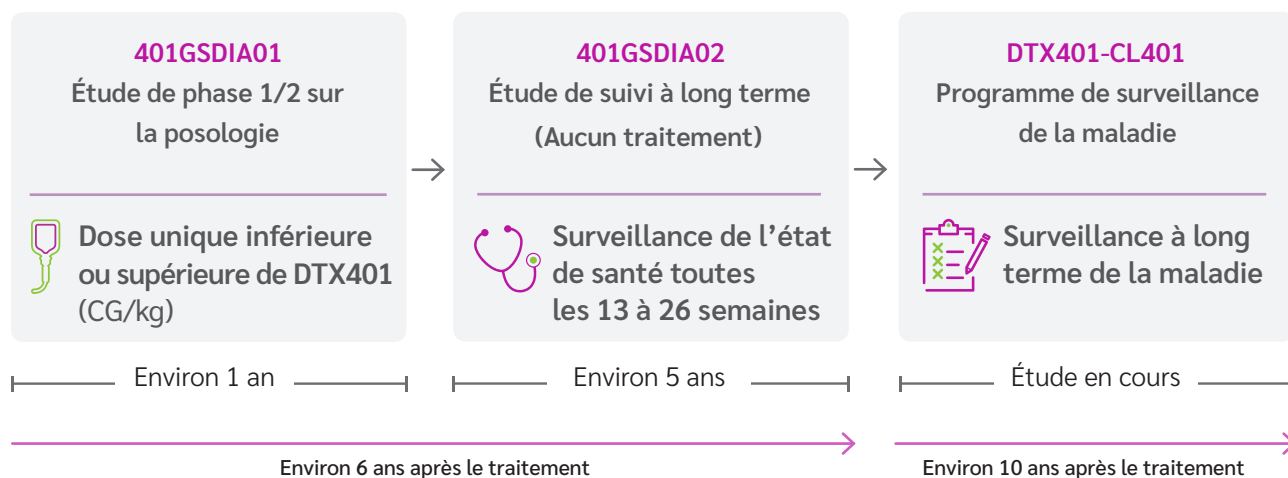 401GSDIA01
Étude de phase 1/2 sur
la posologie
Dose unique inférieure
ou supérieure de DTX401
(CG/kg)
Environ 1 an
401GSDIA02
Étude de suivi à long terme
(Aucun traitement)
Surveillance de l’état
de santé toutes
les 13 à 26 semaines
Environ 5 ans
DTX401-CL401
Programme de surveillance
de la maladie
Surveillance à long
terme de la maladie
Étude en cours
Environ 6 ans après le traitement
Environ 10 ans après le traitement